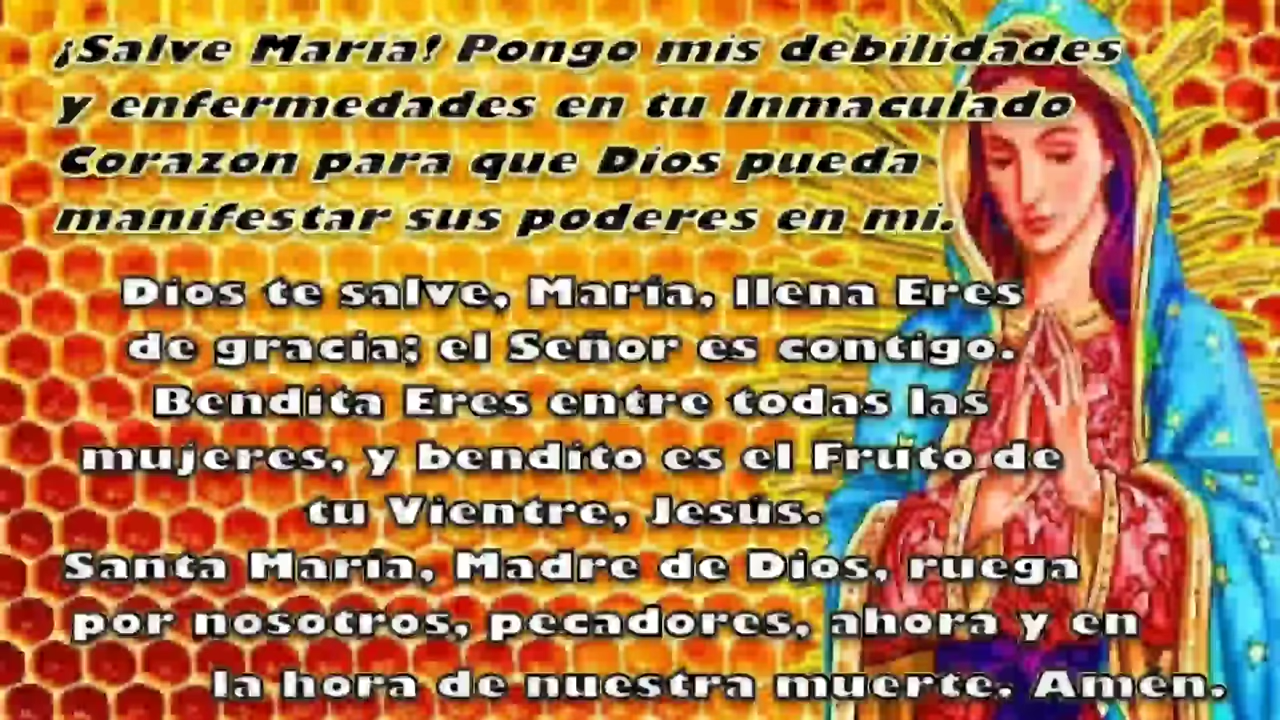 ¡Salve María! Pongo mis debilidades
y enfermedades en tu Inmaculado
Corazón para que Dios pueda
manifestar sus poderes en mi.
Dios te salve, María, llena Eres
de gracia; el Señor es contigo.
Bendita Eres entre todas las
mujeres, y bendito es el Fruto de
tu Vientre, Jesús.
Santa María, Madre de Dios, ruega
por nosotros, pecadores, ahora y en
la hora de nuestra muerte. Amén.